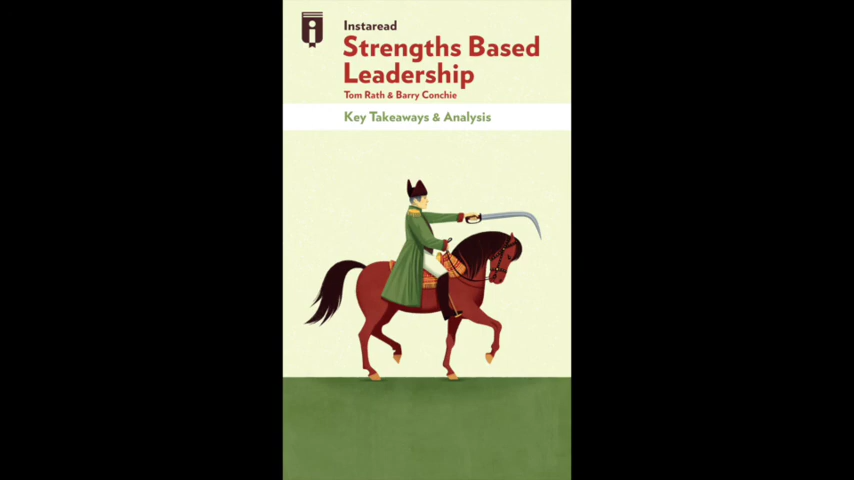 Instaread
Strengths Based
Leadership
Tom Rath & Barry Conchie
Key Takeaways & Analysis